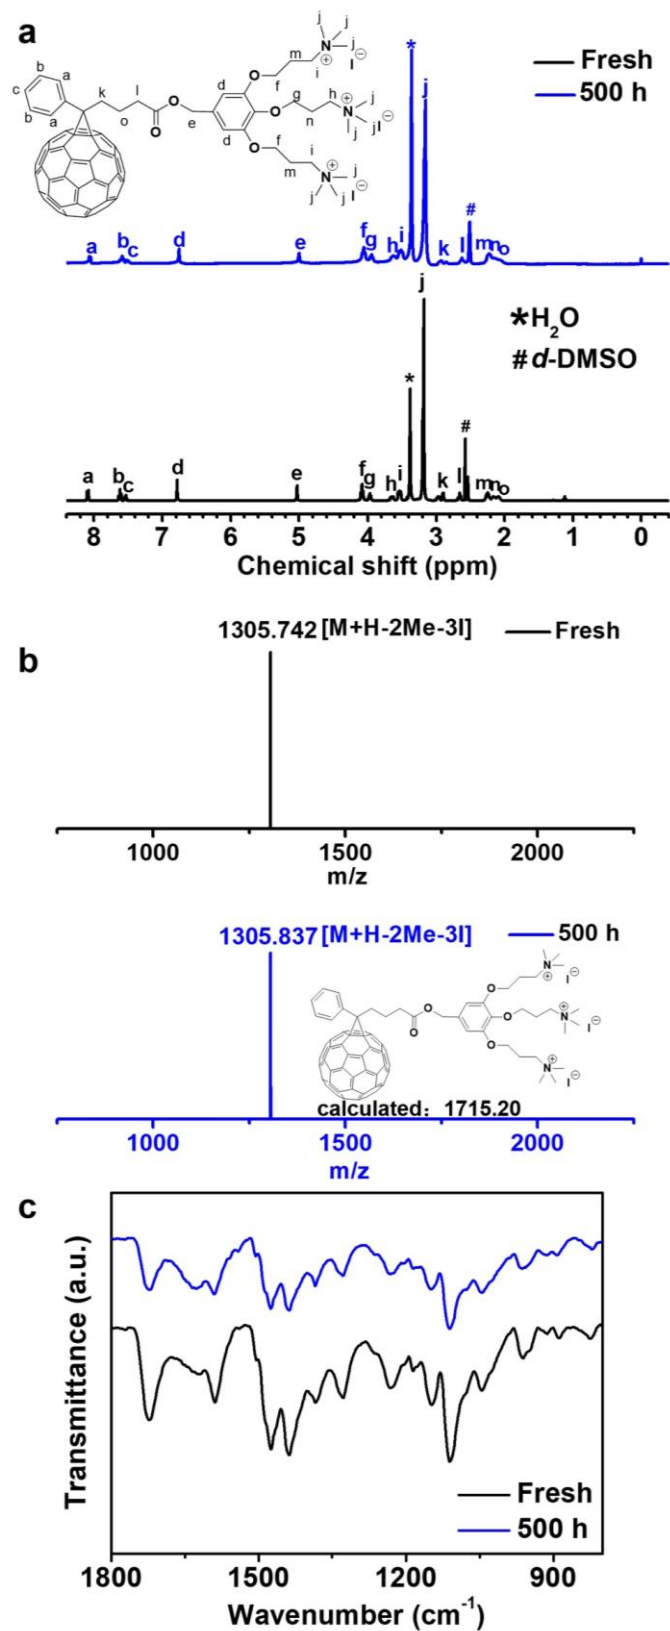 a
j
j
N
⊕
j
I⊖
m
i
f
b
a
k
l
d
O
c
O
m
h
j
b
a
o
O
e
O
g
n
N
⊕
j
j
I⊖
d
O
f
i
m
N
⊕
j
j
j
I⊖
Fresh
500 h
*
j
#
a
b
c
d
e
f
g
h
i
k
l
m
n
o
*H2O
#d-DMSO
j
*
#
a
b
c
d
e
f
g
h
i
k
l
m
n
o
8 7 6 5 4 3 2 1 0
Chemical shift (ppm)
b
1305.742 [M+H-2Me-3I]
Fresh
1000 1500 2000
m/z
1305.837 [M+H-2Me-3I]
500 h
N
⊕
I⊖
O
O
O
O
N
⊕
I⊖
O
N
⊕
I⊖
calculated: 1715.20
1000 1500 2000
m/z
c
Transmittance (a.u.)
Fresh
500 h
1800 1500 1200 900
Wavenumber (cm-1)